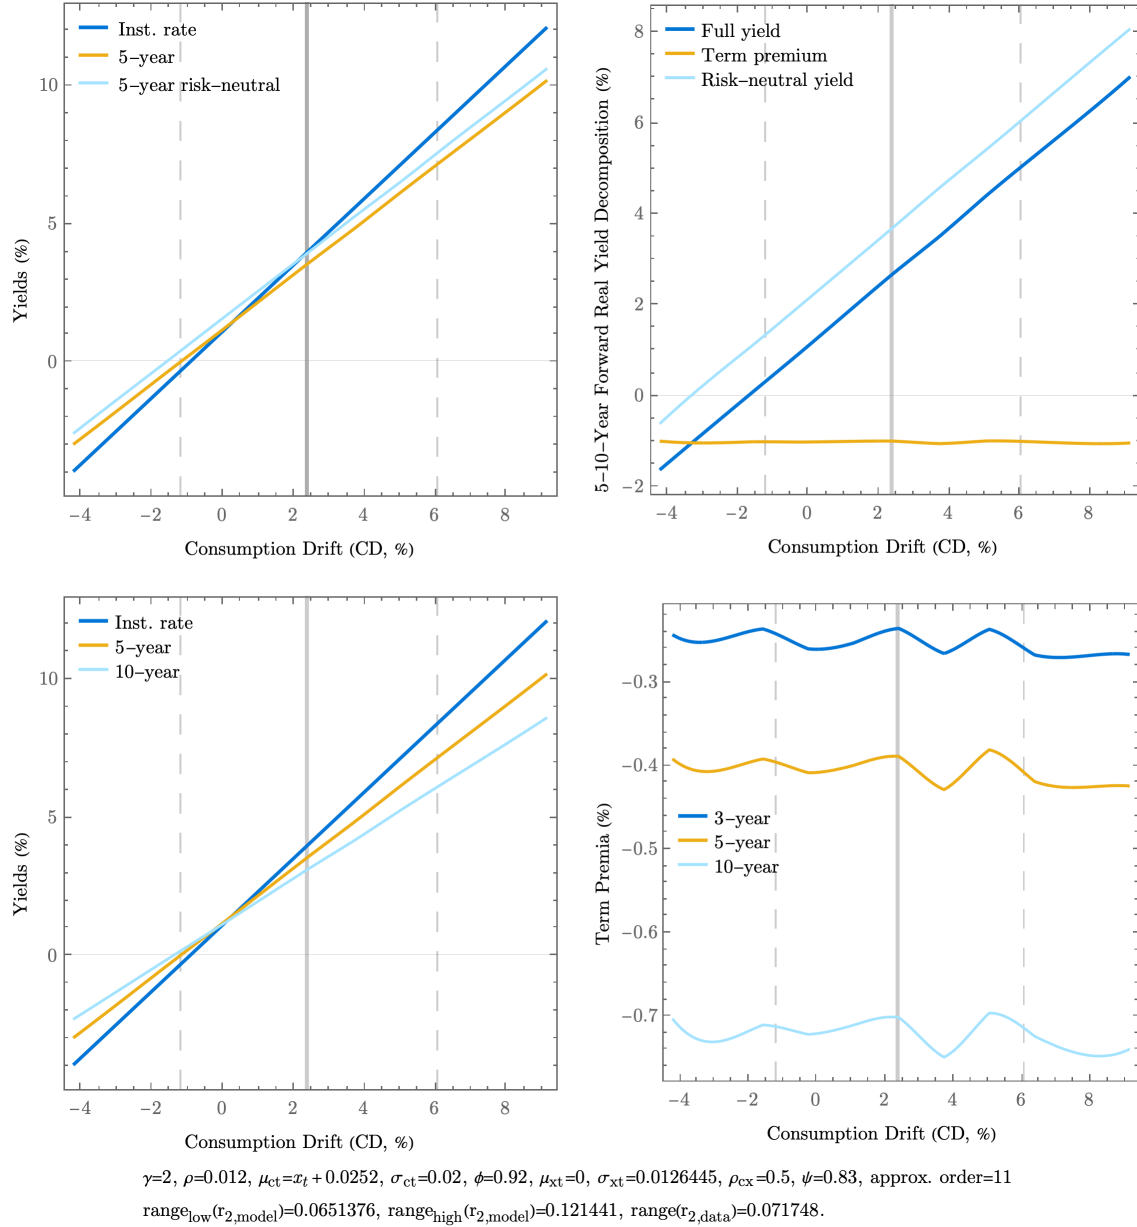 Inst. rate
5−year
5−year risk−neutral
10
5
0
Yields (%)
−4
−2
0
2
4
6
8
Consumption Drift (CD, %)
Full yield
Term premium
Risk−neutral yield
8
6
4
2
0
−2
5−10−Year Forward Real Yield Decomposition (%)
−4
−2
0
2
4
6
8
Consumption Drift (CD, %)
Inst. rate
5−year
10−year
10
5
0
Yields (%)
−4
−2
0
2
4
6
8
Consumption Drift (CD, %)
−0.3
−0.4
−0.5
−0.6
−0.7
3−year
5−year
10−year
Term Premia (%)
−4
−2
0
2
4
6
8
Consumption Drift (CD, %)
γ=2, ρ=0.012, μct=xt+0.0252, σct=0.02, ϕ=0.92, μxt=0, σxt=0.0126445, ρcx=0.5, ψ=0.83, approx. order=11
rangelow(r2,model)=0.0651376, rangehigh(r2,model)=0.121441, range(r2,data)=0.071748.